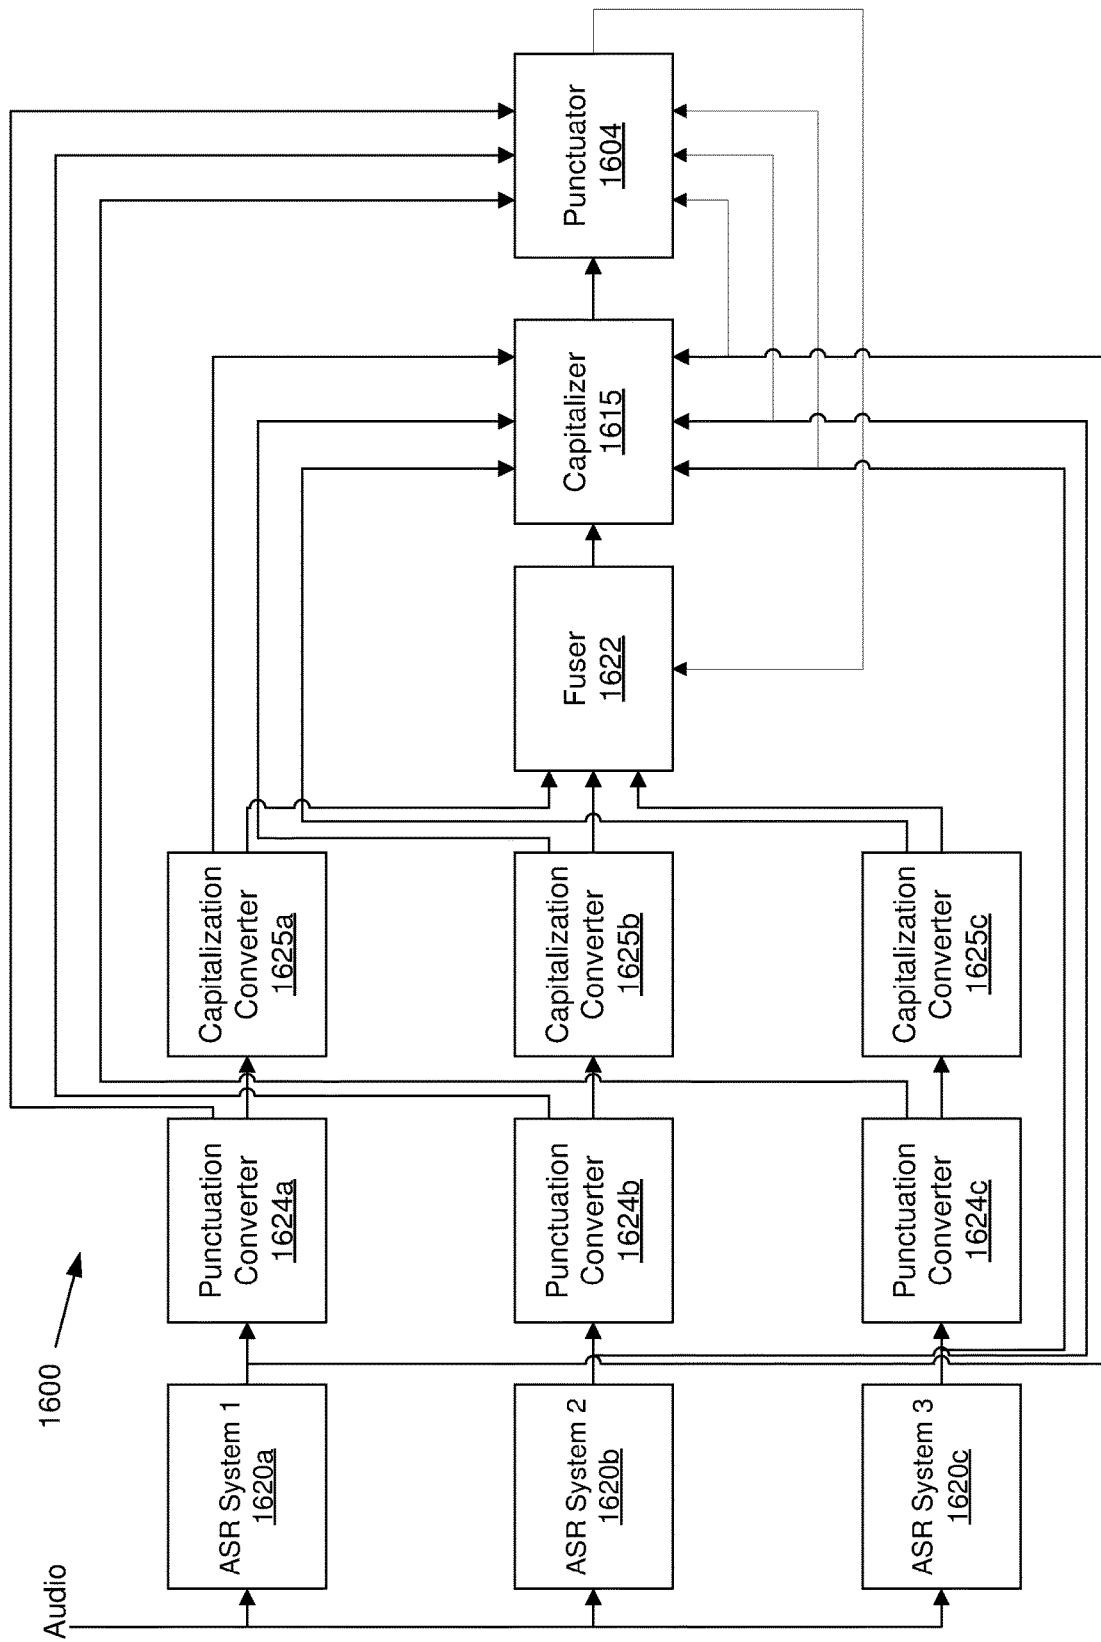 1600
Audio
ASR System 1
1620a
Punctuation
Converter
1624a
Capitalization
Converter
1625a
ASR System 2
1620b
Punctuation
Converter
1624b
Capitalization
Converter
1625b
Fuser
1622
Capitalizer
1615
Punctuator
1604
ASR System 3
1620c
Punctuation
Converter
1624c
Capitalization
Converter
1625c